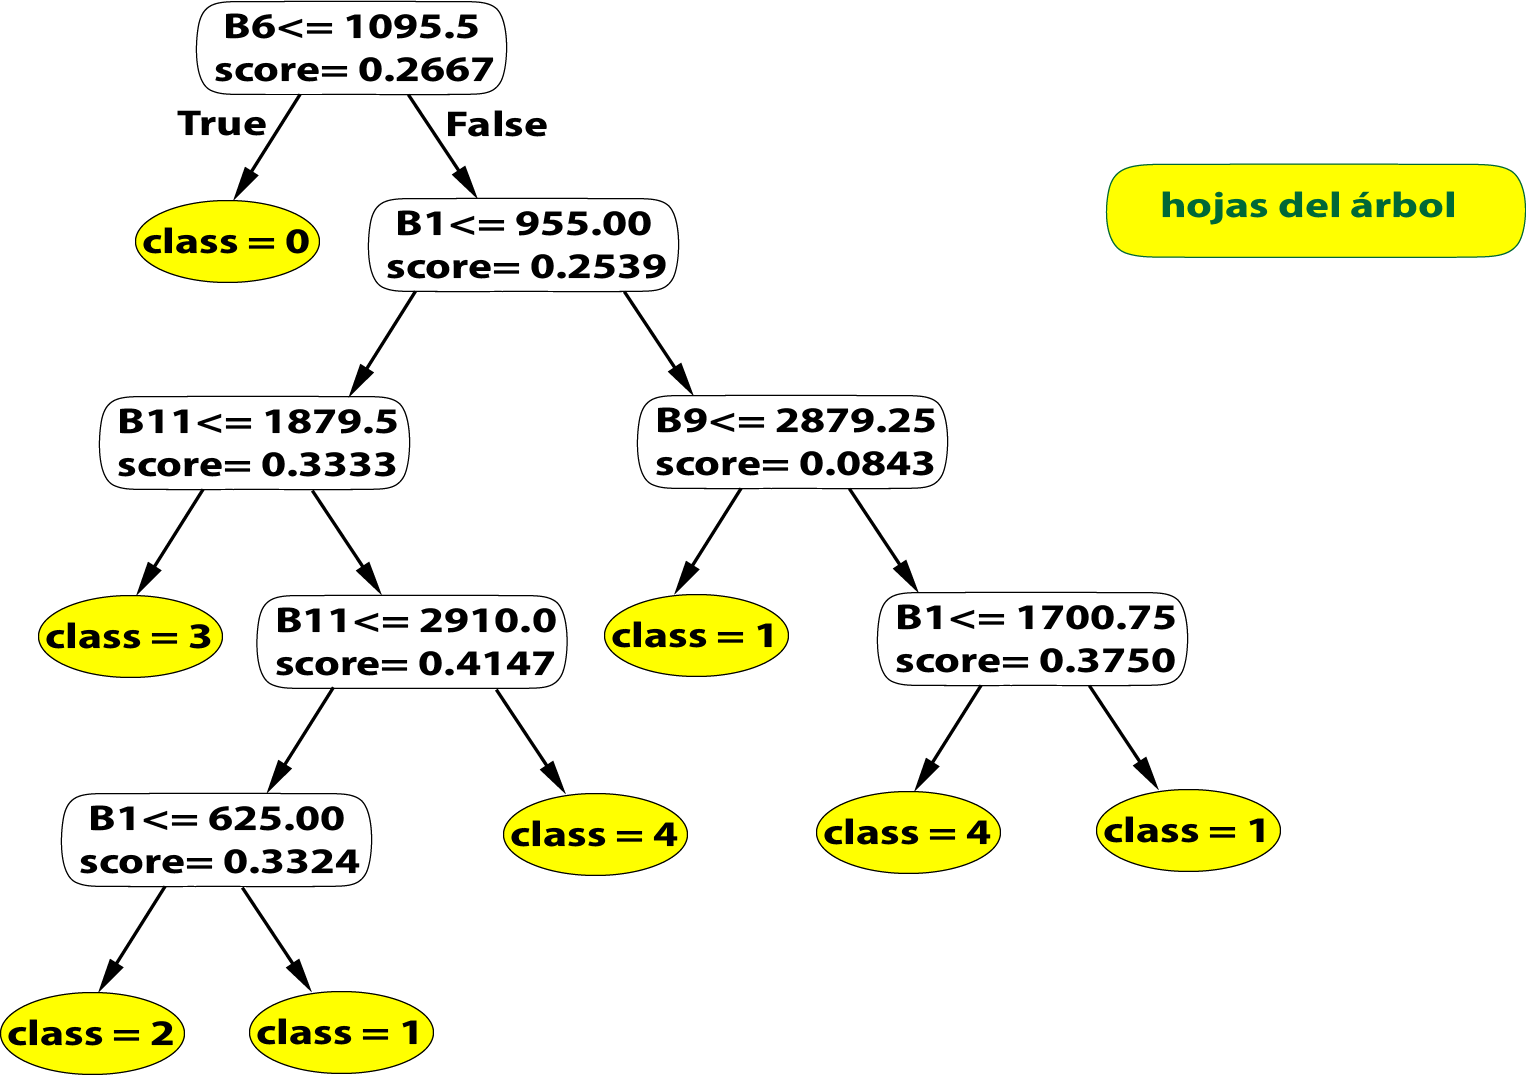 B6<= 1095.5
score= 0.2667
True
False
hojas del árbol
class = 0
B1<= 955.00
score= 0.2539
B11<= 1879.5
score= 0.3333
B9<= 2879.25
score= 0.0843
class = 3
B11<= 2910.0
score= 0.4147
class = 1
B1<= 1700.75
score= 0.3750
B1<= 625.00
score= 0.3324
class = 4
class = 4
class = 1
class = 2
class = 1